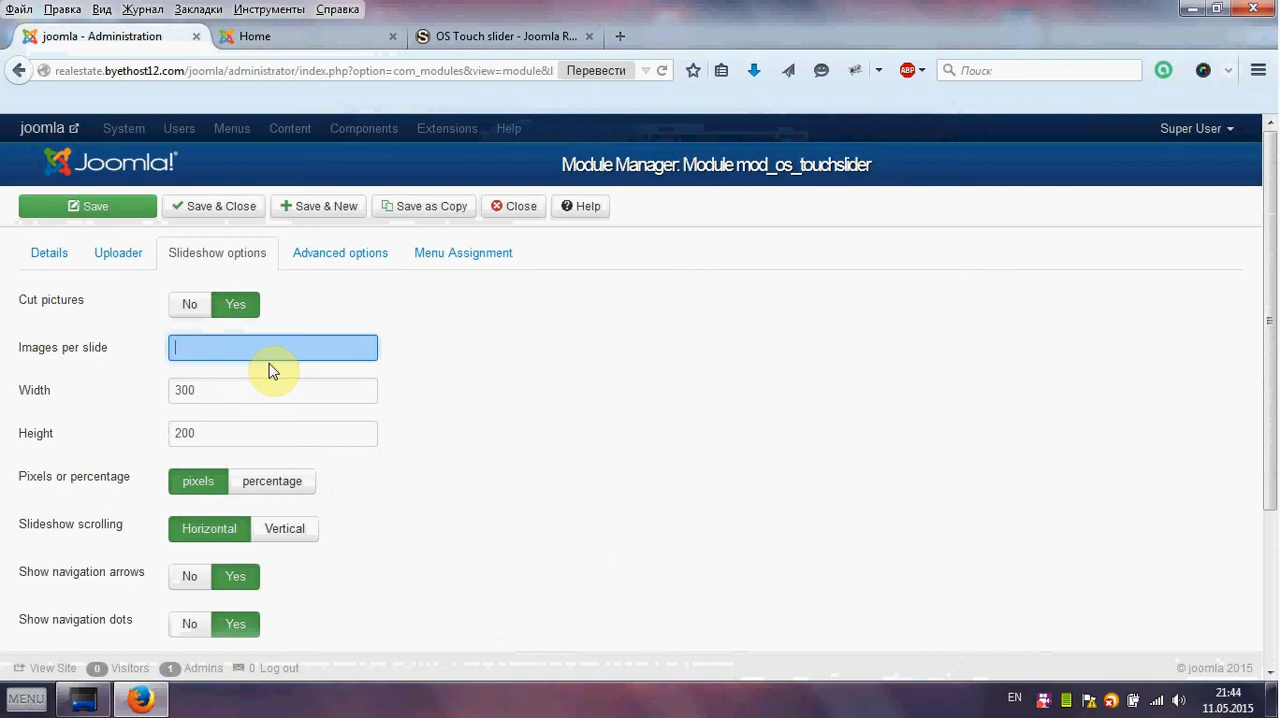 Файл Правка Вид Журнал Закладки Инструменты Справка
joomla - Administration
Home
OS Touch slider - Joomla R...
realestate.byethost12.com/joomla/administrator/index.php?option=com_modules&view=module&l
Перевести
Поиск
ABP
joomla System Users Menus Content Components Extensions Help
Super User
Joomla!
Module Manager: Module mod_os_touchslider
Save
Save & Close
Save & New
Save as Copy
Close
Help
Details Uploader Slideshow options Advanced options Menu Assignment
Cut pictures No Yes
Images per slide
Width 300
Height 200
Pixels or percentage pixels percentage
Slideshow scrolling Horizontal Vertical
Show navigation arrows No Yes
Show navigation dots No Yes
View Site 0 Visitors 1 Admins 0 Log out
© joomla 2015
MENU
EN
21:44
11.05.2015